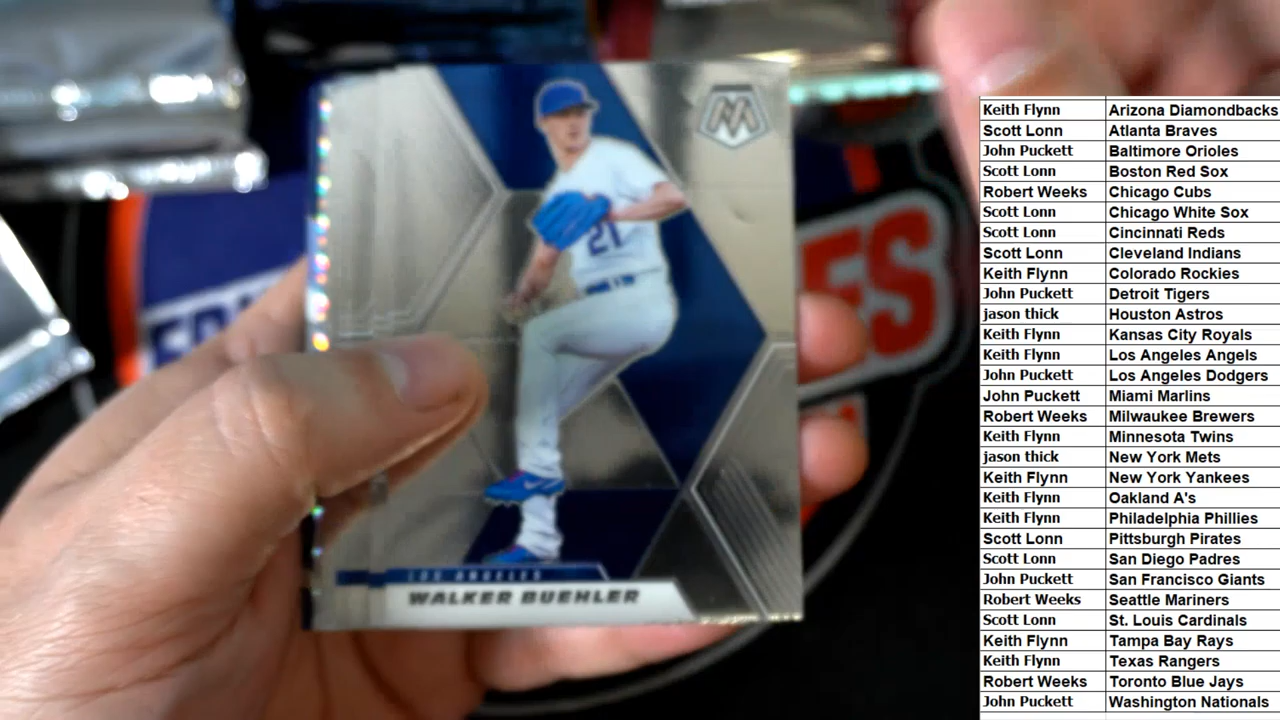 M
21
LOS ANGELES
WALKER BUEHLER
ES
Keith Flynn Arizona Diamondbacks
Scott Lonn Atlanta Braves
John Puckett Baltimore Orioles
Scott Lonn Boston Red Sox
Robert Weeks Chicago Cubs
Scott Lonn Chicago White Sox
Scott Lonn Cincinnati Reds
Scott Lonn Cleveland Indians
Keith Flynn Colorado Rockies
John Puckett Detroit Tigers
jason thick Houston Astros
Keith Flynn Kansas City Royals
Keith Flynn Los Angeles Angels
John Puckett Los Angeles Dodgers
John Puckett Miami Marlins
Robert Weeks Milwaukee Brewers
Keith Flynn Minnesota Twins
jason thick New York Mets
Keith Flynn New York Yankees
Keith Flynn Oakland A's
Keith Flynn Philadelphia Phillies
Scott Lonn Pittsburgh Pirates
Scott Lonn San Diego Padres
John Puckett San Francisco Giants
Robert Weeks Seattle Mariners
Scott Lonn St. Louis Cardinals
Keith Flynn Tampa Bay Rays
Keith Flynn Texas Rangers
Robert Weeks Toronto Blue Jays
John Puckett Washington Nationals